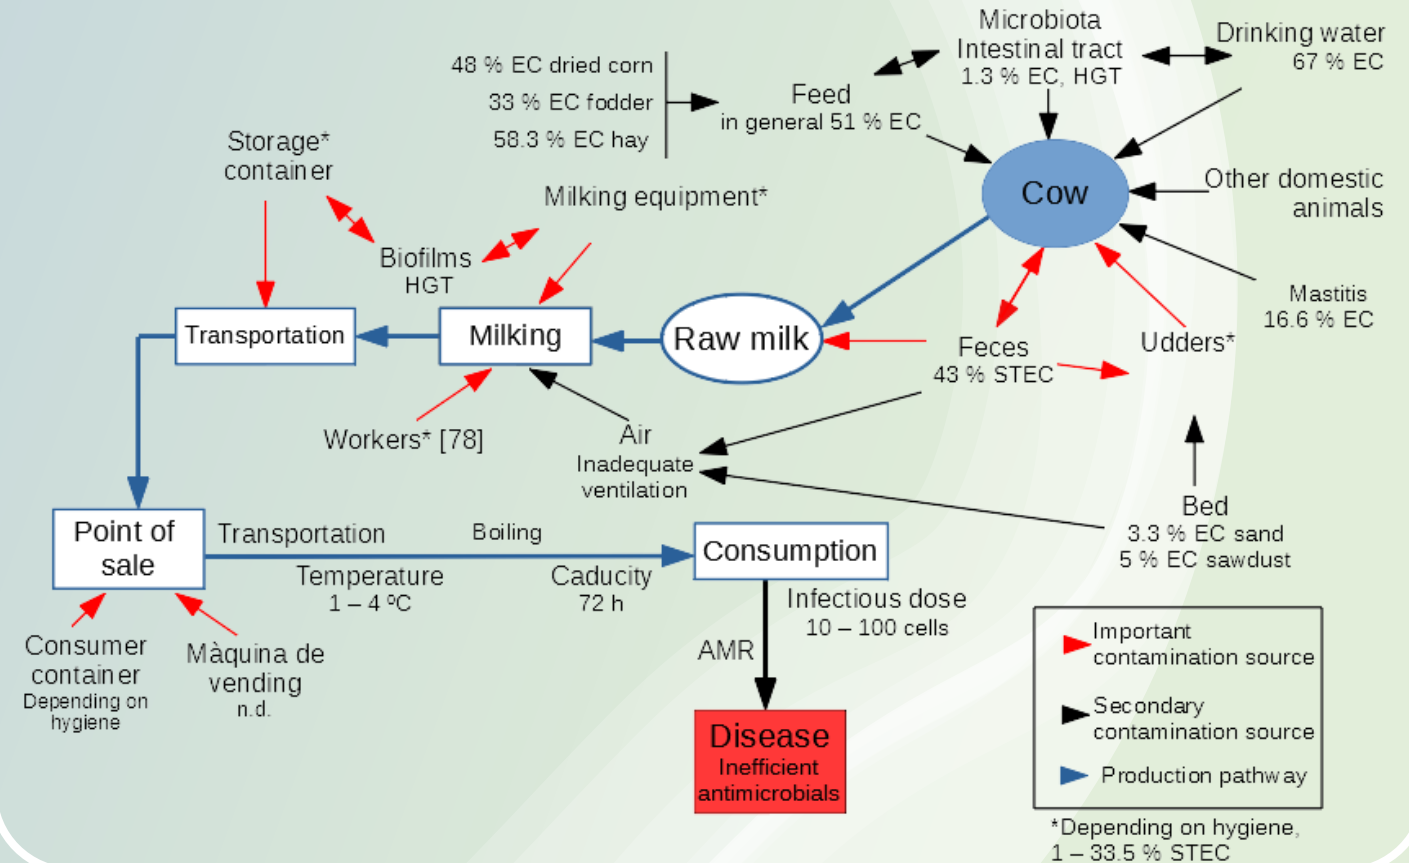 Microbiota
Intestinal tract
1.3 % EC, HGT
Drinking water
67 % EC
48 % EC dried corn
33 % EC fodder
58.3 % EC hay
Feed
in general 51 % EC
Storage*
container
Milking equipment*
Cow
Other domestic
animals
Biofilms
HGT
Mastitis
16.6 % EC
Transportation
Milking
Raw milk
Feces
43 % STEC
Udders*
Workers* [78]
Air
Inadequate
ventilation
Bed
3.3 % EC sand
5 % EC sawdust
Point of
sale
Transportation
Boiling
Temperature
1 – 4 ºC
Caducity
72 h
Consumption
Infectious dose
10 – 100 cells
AMR
Consumer
container
Depending on
hygiene
Màquina de
vending
n.d.
Disease
Inefficient
antimicrobials
Important
contamination source
Secondary
contamination source
Production pathway
*Depending on hygiene,
1 – 33.5 % STEC